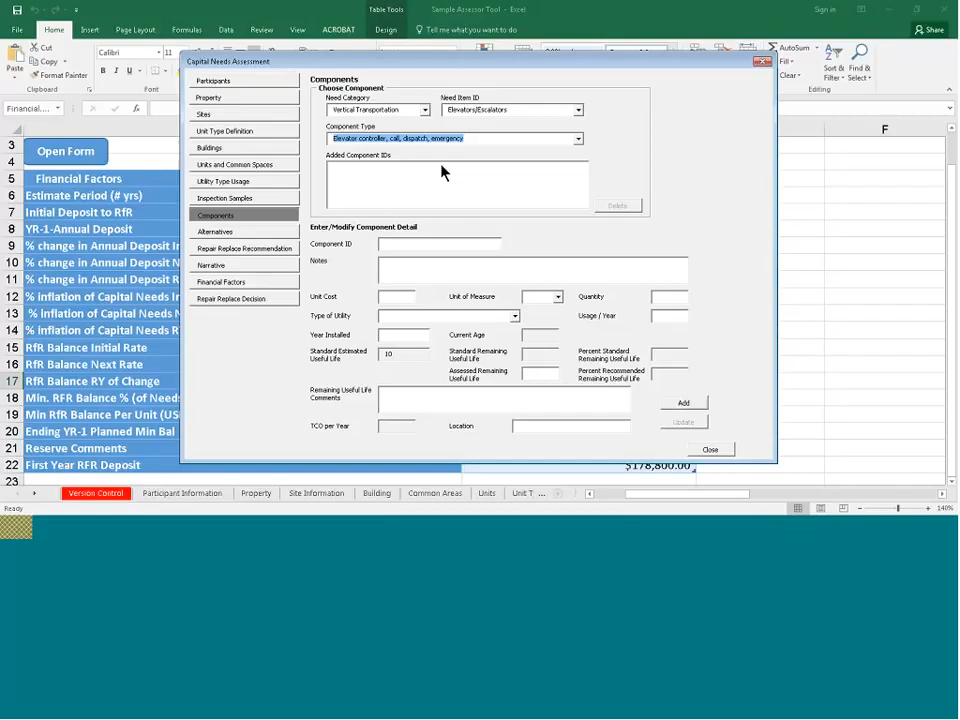 Table Tools
Sample Assessor Tool - Excel
Sign in
File
Home
Insert
Page Layout
Formulas
Data
Review
View
ACROBAT
Design
Tell me what you want to do...
Share
Paste
Cut
Copy
Format Painter
Clipboard
Calibri
11
B I U
AutoSum
Fill
Clear
Sort & Filter
Find & Select
Editing
Financial....
F
Capital Needs Assessment
Participants
Property
Sites
Unit Type Definition
Buildings
Units and Common Spaces
Utility Type Usage
Inspection Samples
Components
Alternatives
Repair Replace Recommendation
Narrative
Financial Factors
Repair Replace Decision
Components
Choose Component
Need Category
Need Item ID
Vertical Transportation
Elevators/Escalators
Component Type
Elevator controller, call, dispatch, emergency
Added Component IDs
Delete
Enter/Modify Component Detail
Component ID
Notes
Unit Cost
Unit of Measure
Quantity
Type of Utility
Usage / Year
Year Installed
Current Age
Standard Estimated Useful Life
10
Standard Remaining Useful Life
Percent Standard Remaining Useful Life
Assessed Remaining Useful Life
Percent Recommended Remaining Useful Life
Remaining Useful Life Comments
Add
Update
TCO per Year
Location
Close
3
Open Form
4
5 Financial Factors
6 Estimate Period (# yrs)
7 Initial Deposit to RfR
8 YR-1-Annual Deposit
9 % change in Annual Deposit In
10 % change in Annual Deposit N
11 % change in Annual Deposit R
12 % inflation of Capital Needs In
13 % inflation of Capital Needs N
14 % inflation of Capital Needs R
15 RfR Balance Initial Rate
16 RfR Balance Next Rate
17 RfR Balance RY of Change
18 Min. RFR Balance % (of Needs
19 Min RFR Balance Per Unit (US
20 Ending YR-1 Planned Min Bal
21 Reserve Comments
22 First Year RFR Deposit
$178,800.00
23
Version Control
Participant Information
Property
Site Information
Building
Common Areas
Units
Unit T ...
Ready
140%